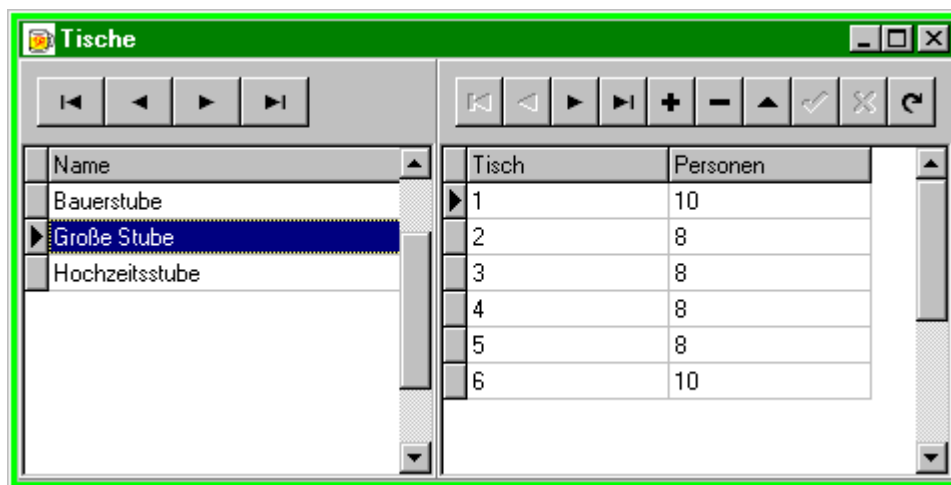 Tische
Name
Bauerstube
Große Stube
Hochzeitsstube
Tisch Personen
1 10
2 8
3 8
4 8
5 8
6 10